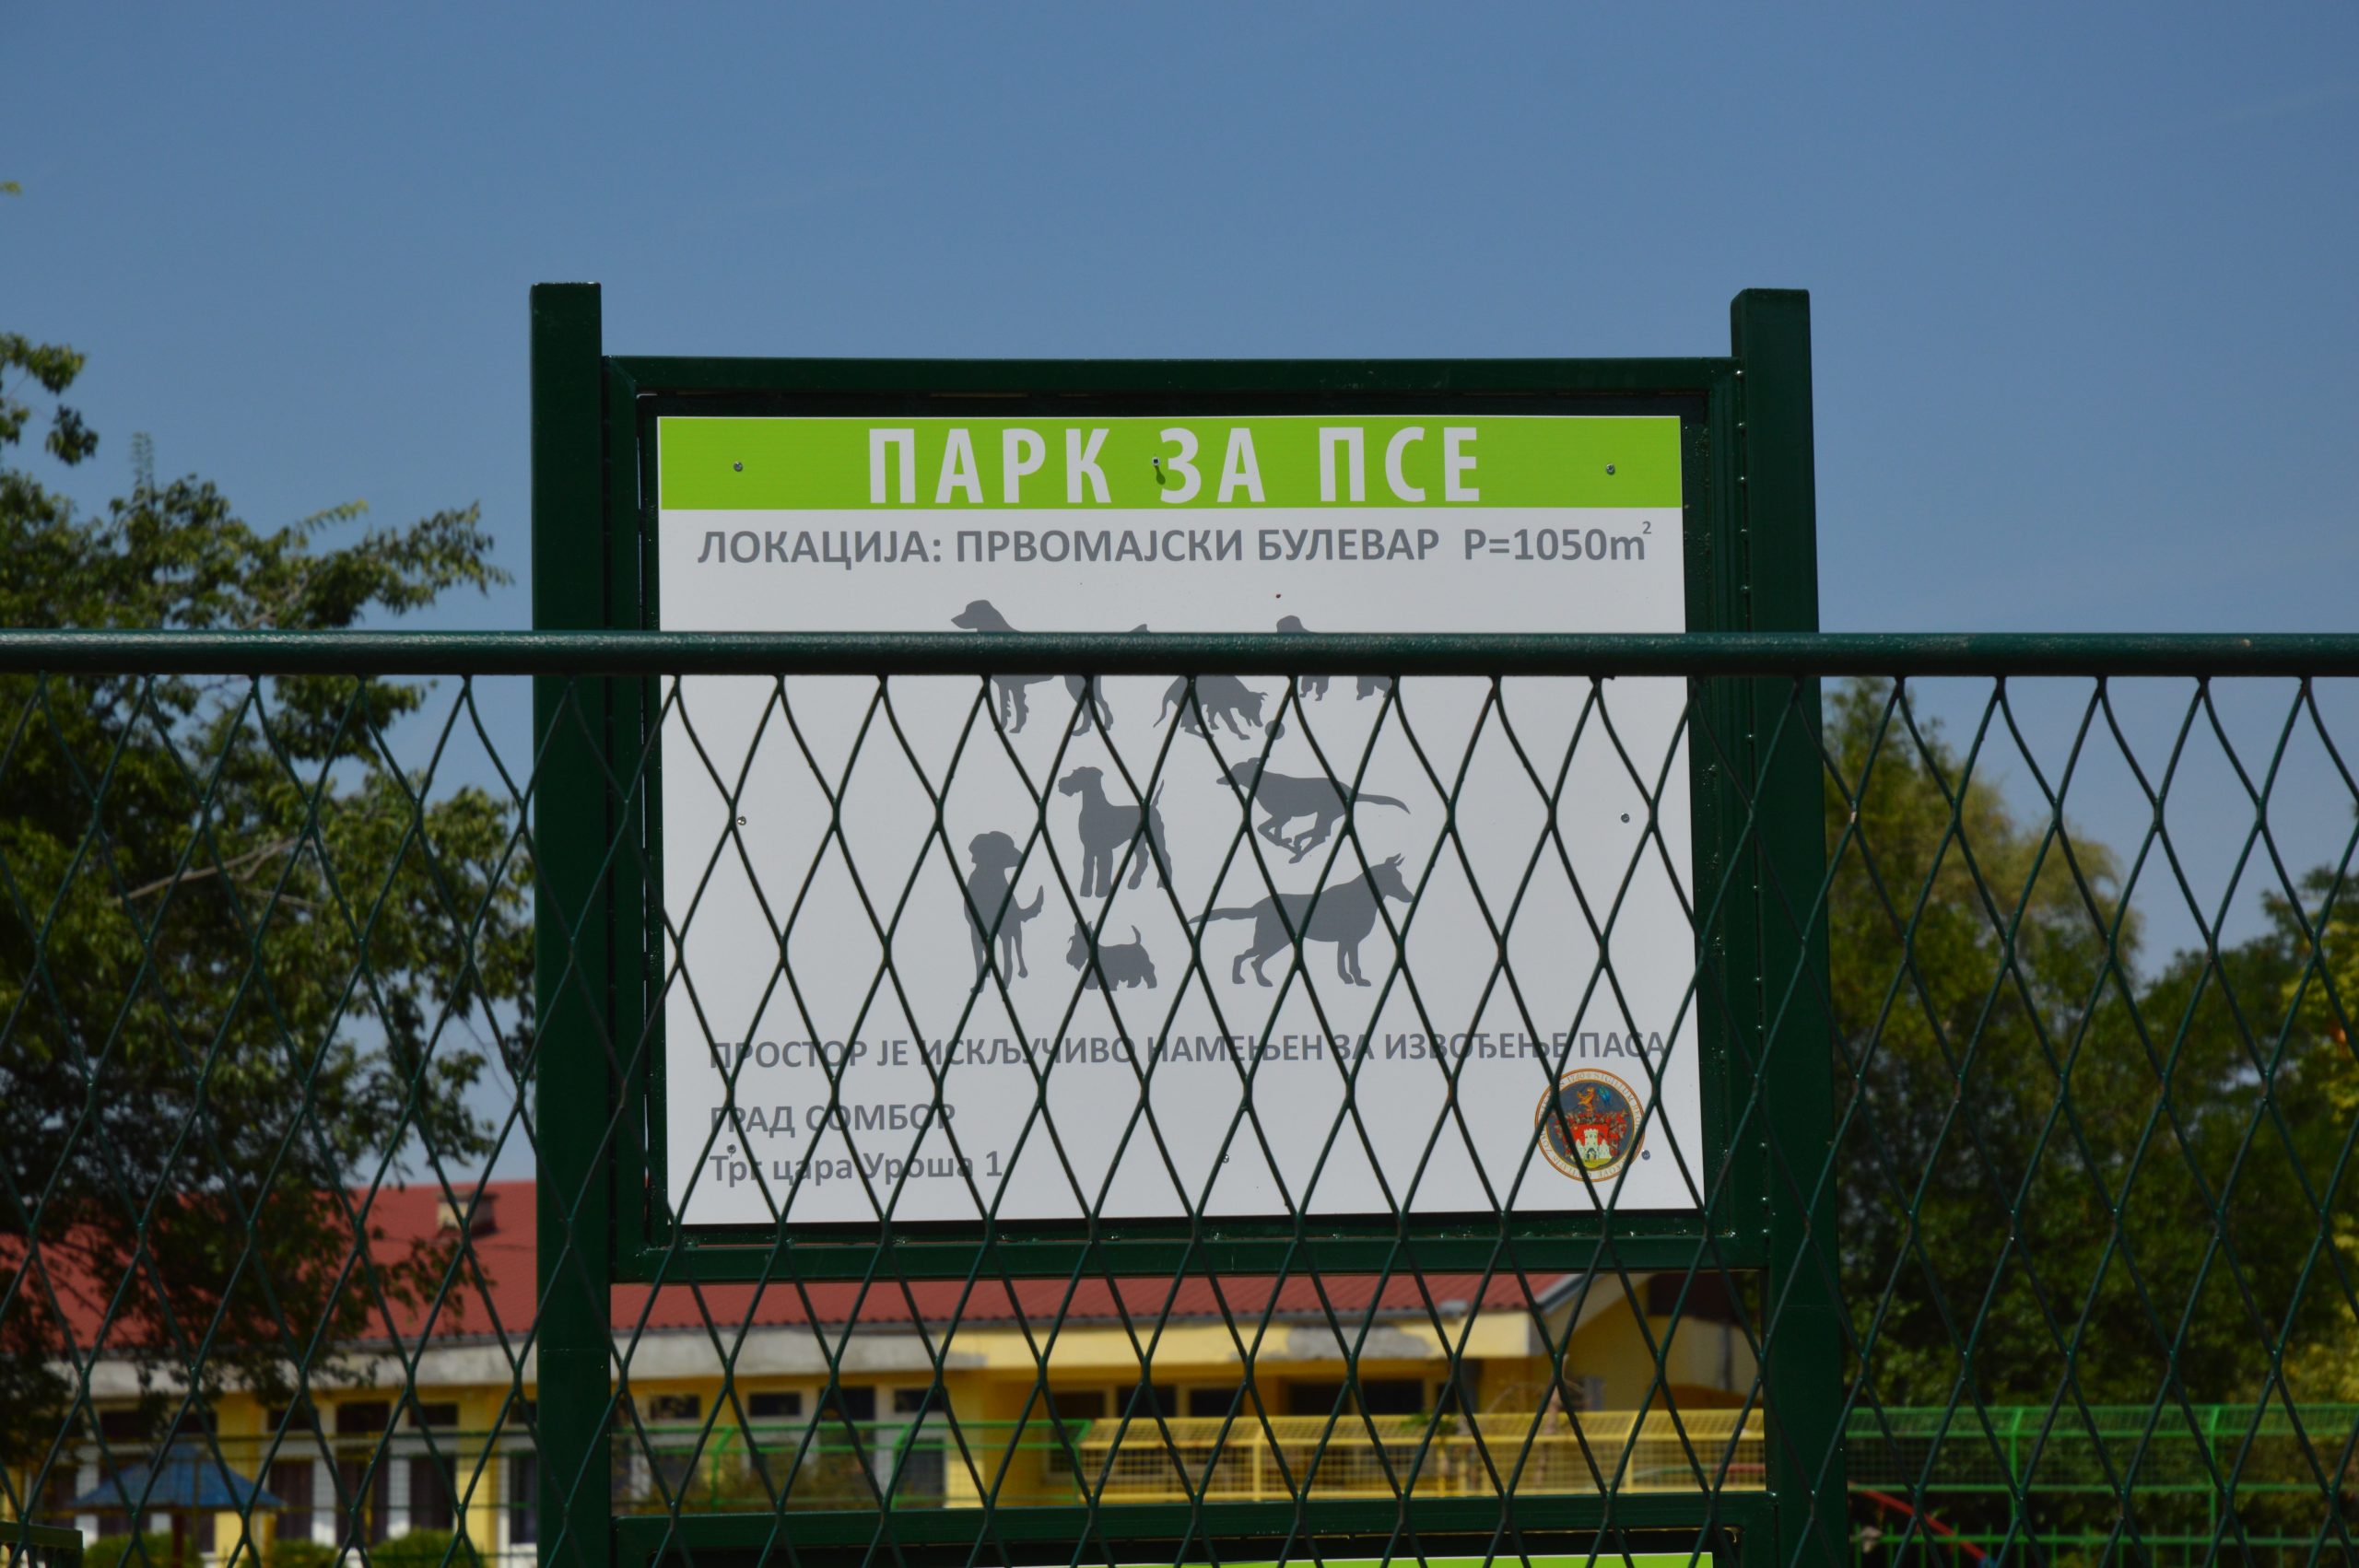 ПАРК ЗА ПСЕ
ЛОКАЦИЈА: ПРВОМАЈСКИ БУЛЕВАР P=1050m²
ПРОСТОР ЈЕ ИСКЉУЧИВО НАМЕЊЕН ЗА ИЗВОЂЕЊЕ ПАСА
ГРАД СОМБОР
Трг цара Уроша 1